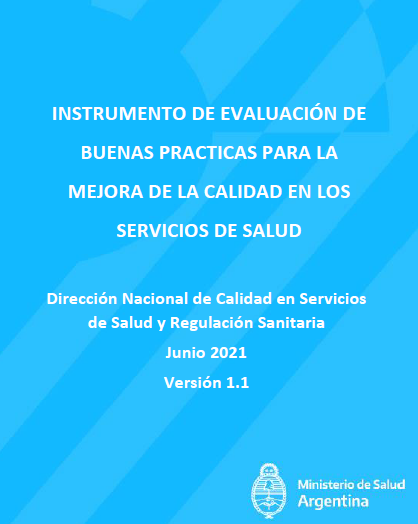 INSTRUMENTO DE EVALUACIÓN DE
BUENAS PRACTICAS PARA LA
MEJORA DE LA CALIDAD EN LOS
SERVICIOS DE SALUD
Dirección Nacional de Calidad en Servicios
de Salud y Regulación Sanitaria
Junio 2021
Versión 1.1
Ministerio de Salud
Argentina